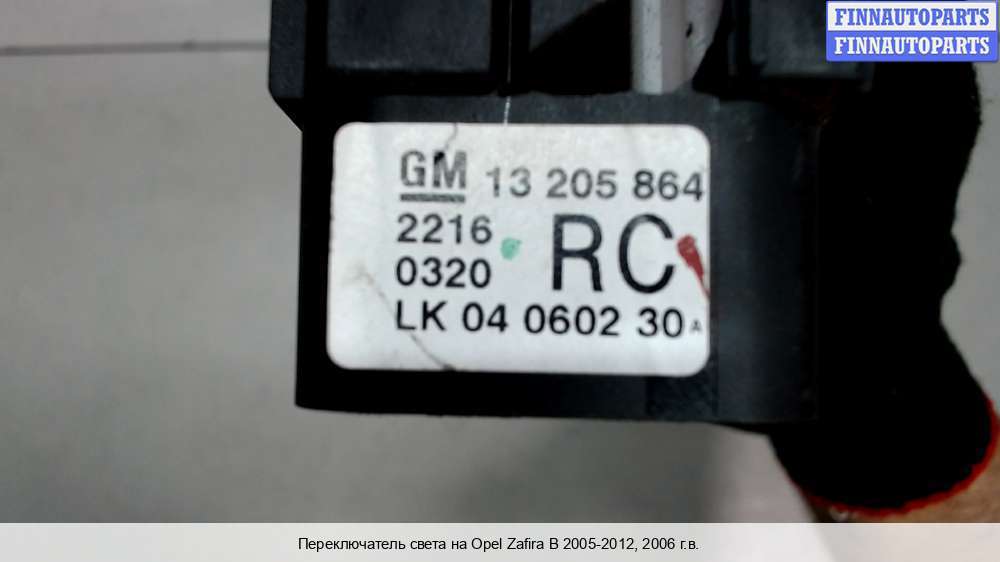 FINNAUTOPARTS
FINNAUTOPARTS
GM 13 205 864
2216
0320
RC
LK 04 0602 30 A
Переключатель света на Opel Zafira B 2005-2012, 2006 г.в.